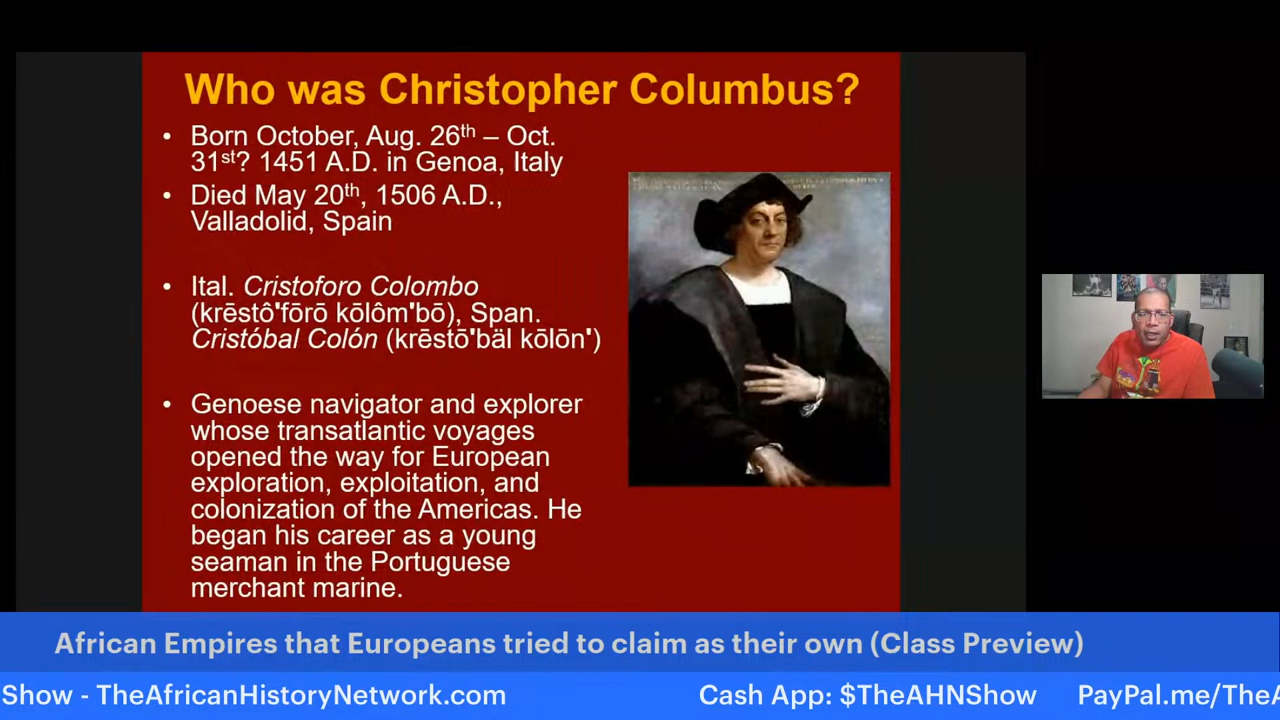 Who was Christopher Columbus?
• Born October, Aug. 26th – Oct.
31st? 1451 A.D. in Genoa, Italy
• Died May 20th, 1506 A.D.,
Valladolid, Spain
• Ital. Cristoforo Colombo
(krēstô'fōrō kōlôm'bō), Span.
Cristóbal Colón (krēstō'bäl kōlōn')
• Genoese navigator and explorer
whose transatlantic voyages
opened the way for European
exploration, exploitation, and
colonization of the Americas. He
began his career as a young
seaman in the Portuguese
merchant marine.
African Empires that Europeans tried to claim as their own (Class Preview)
Show - TheAfricanHistoryNetwork.com Cash App: $TheAHNShow PayPal.me/TheA